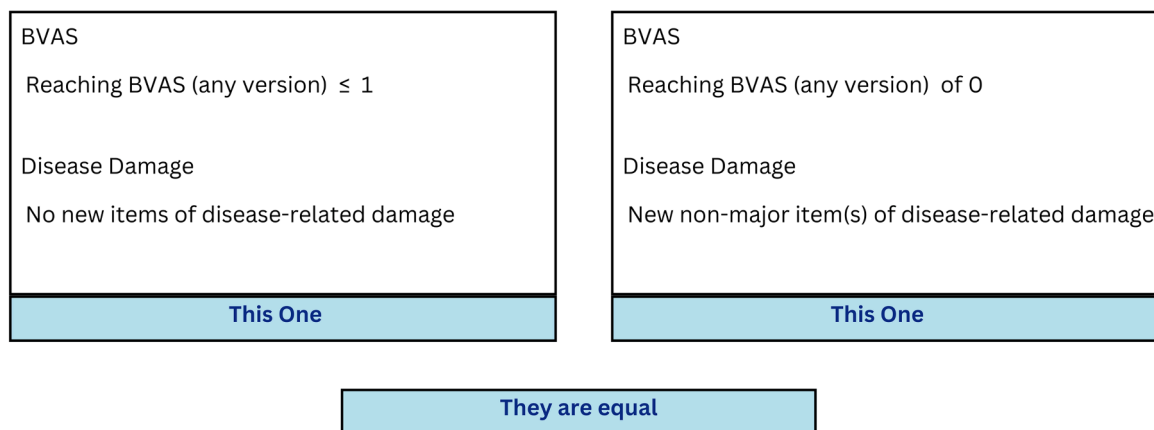 BVAS
Reaching BVAS (any version) ≤ 1
Disease Damage
No new items of disease-related damage
This One
BVAS
Reaching BVAS (any version) of 0
Disease Damage
New non-major item(s) of disease-related damage
This One
They are equal